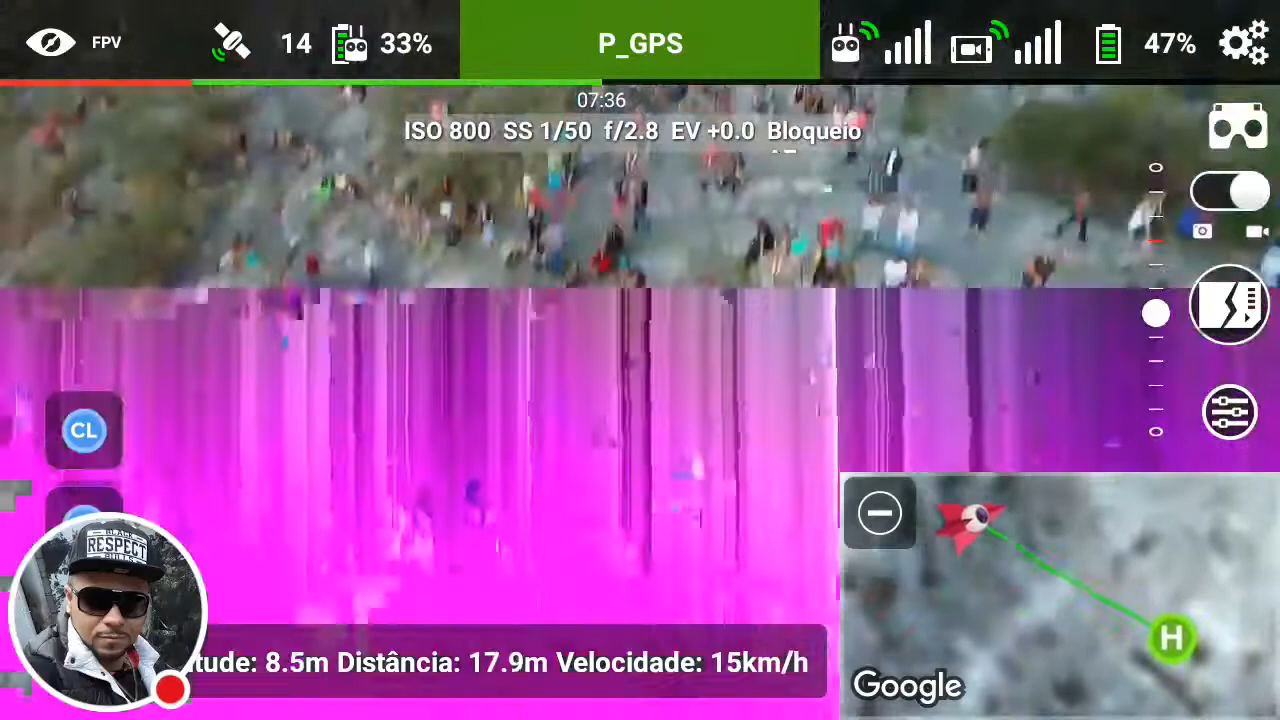 FPV
14
33%
P_GPS
47%
07:36
ISO 800 SS 1/50 f/2.8 EV +0.0 Bloqueio
CL
RESPECT
tude: 8.5m Distância: 17.9m Velocidade: 15km/h
H
Google